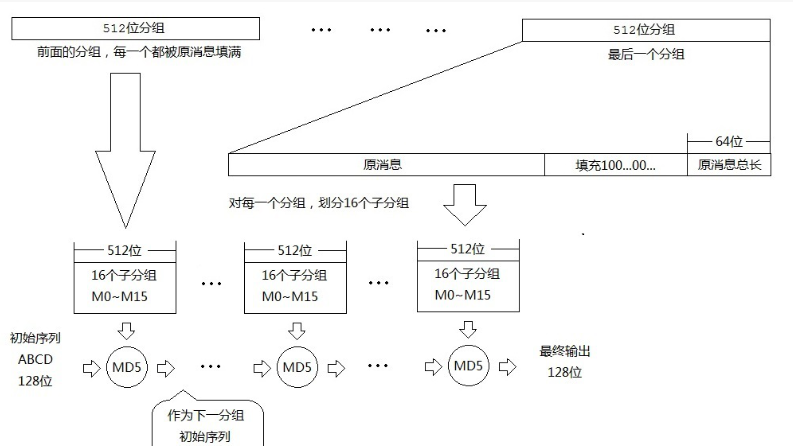 512位分组
••• ••• •••
512位分组
前面的分组，每一个都被原消息填满
最后一个分组
64位
原消息
填充100...00...
原消息总长
对每一个分组，划分16个子分组
512位
512位
512位
16个子分组
M0~M15
•••
16个子分组
M0~M15
•••
16个子分组
M0~M15
初始序列
ABCD
128位
MD5
•••
MD5
•••
MD5
最终输出
128位
作为下一分组
初始序列